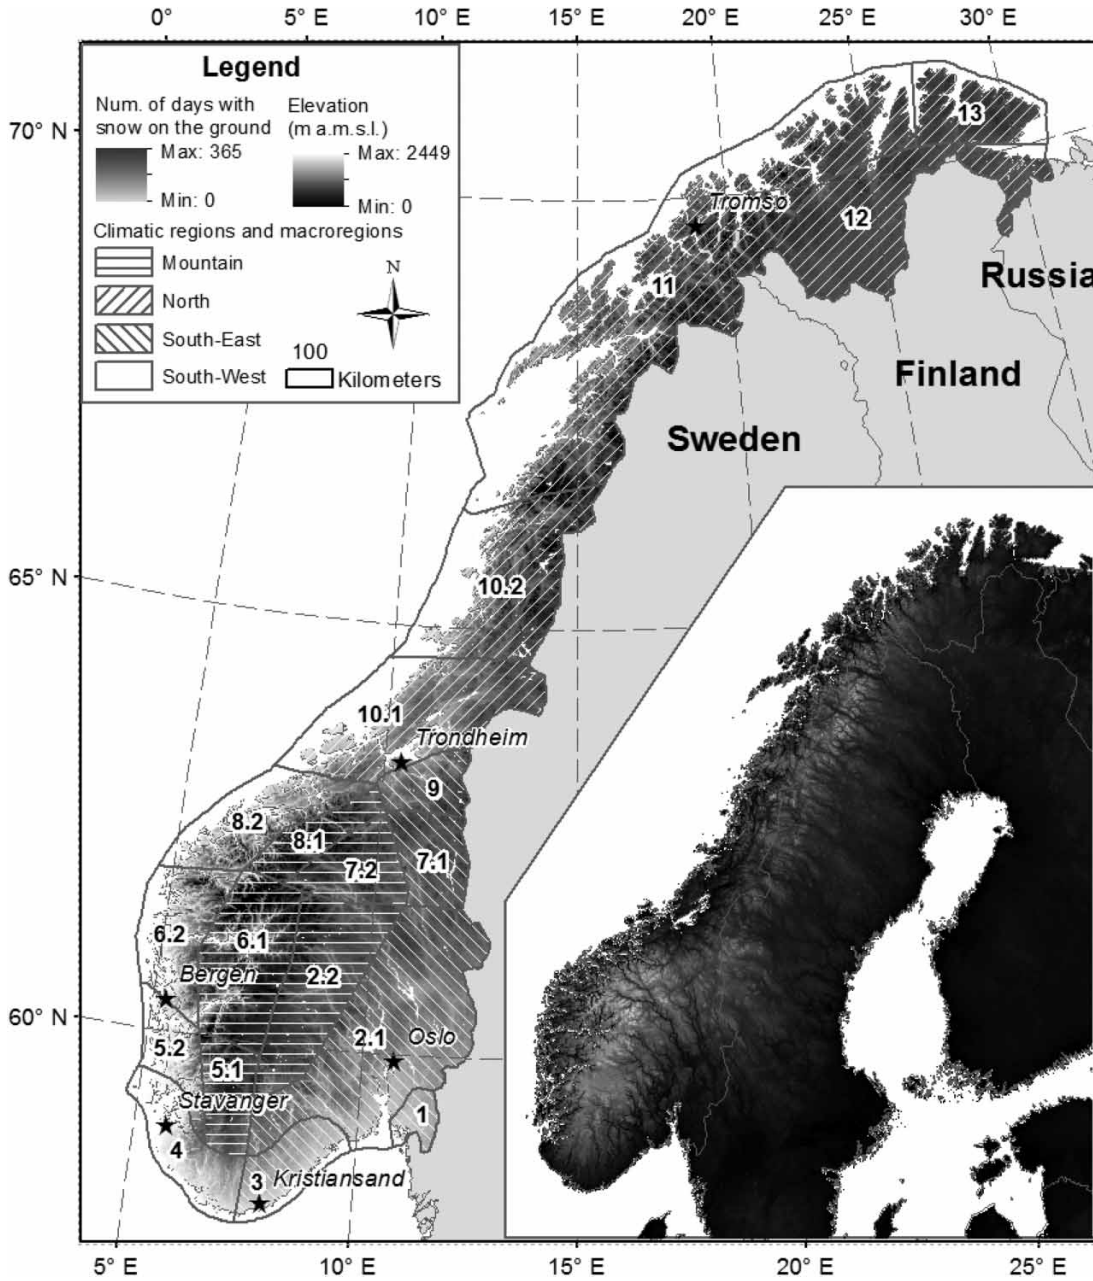 0° 5° E 10° E 15° E 20° E 25° E 30° E
Legend
Num. of days with
snow on the ground
Max: 365
Min: 0
Elevation
(m a.m.s.l.)
Max: 2449
Min: 0
Climatic regions and macroregions
Mountain
North
South-East
South-West
N
100
Kilometers
70° N
65° N
60° N
13
Tromsø
12
11
Russia
Finland
Sweden
10.2
10.1
Trondheim
9
8.2
8.1
7.2
7.1
6.2
6.1
Bergen
2.2
5.2
2.1
Oslo
5.1
Stavanger
1
4
3
Kristiansand
5° E 10° E 15° E 20° E 25° E